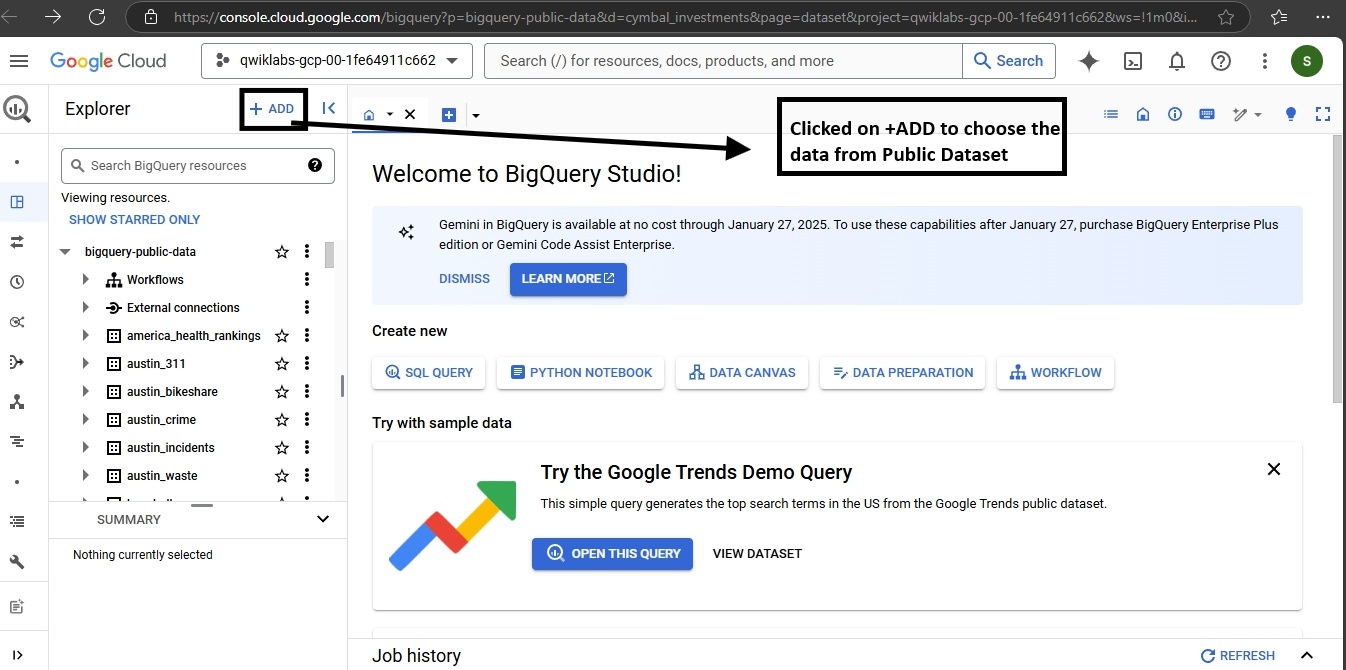 https://console.cloud.google.com/bigquery?p=bigquery-public-data&d=cymbal_investments&page=dataset&project=qwiklabs-gcp-00-1fe64911c662&ws=!1m0&i...
Google Cloud
qwiklabs-gcp-00-1fe64911c662
Search (/) for resources, docs, products, and more
Search
S
Explorer
+ ADD
Clicked on +ADD to choose the
data from Public Dataset
Search BigQuery resources
Viewing resources.
SHOW STARRED ONLY
bigquery-public-data
Workflows
External connections
america_health_rankings
austin_311
austin_bikeshare
austin_crime
austin_incidents
austin_waste
SUMMARY
Nothing currently selected
Welcome to BigQuery Studio!
Gemini in BigQuery is available at no cost through January 27, 2025. To use these capabilities after January 27, purchase BigQuery Enterprise Plus
edition or Gemini Code Assist Enterprise.
DISMISS
LEARN MORE
Create new
SQL QUERY
PYTHON NOTEBOOK
DATA CANVAS
DATA PREPARATION
WORKFLOW
Try with sample data
Try the Google Trends Demo Query
This simple query generates the top search terms in the US from the Google Trends public dataset.
OPEN THIS QUERY
VIEW DATASET
Job history
REFRESH